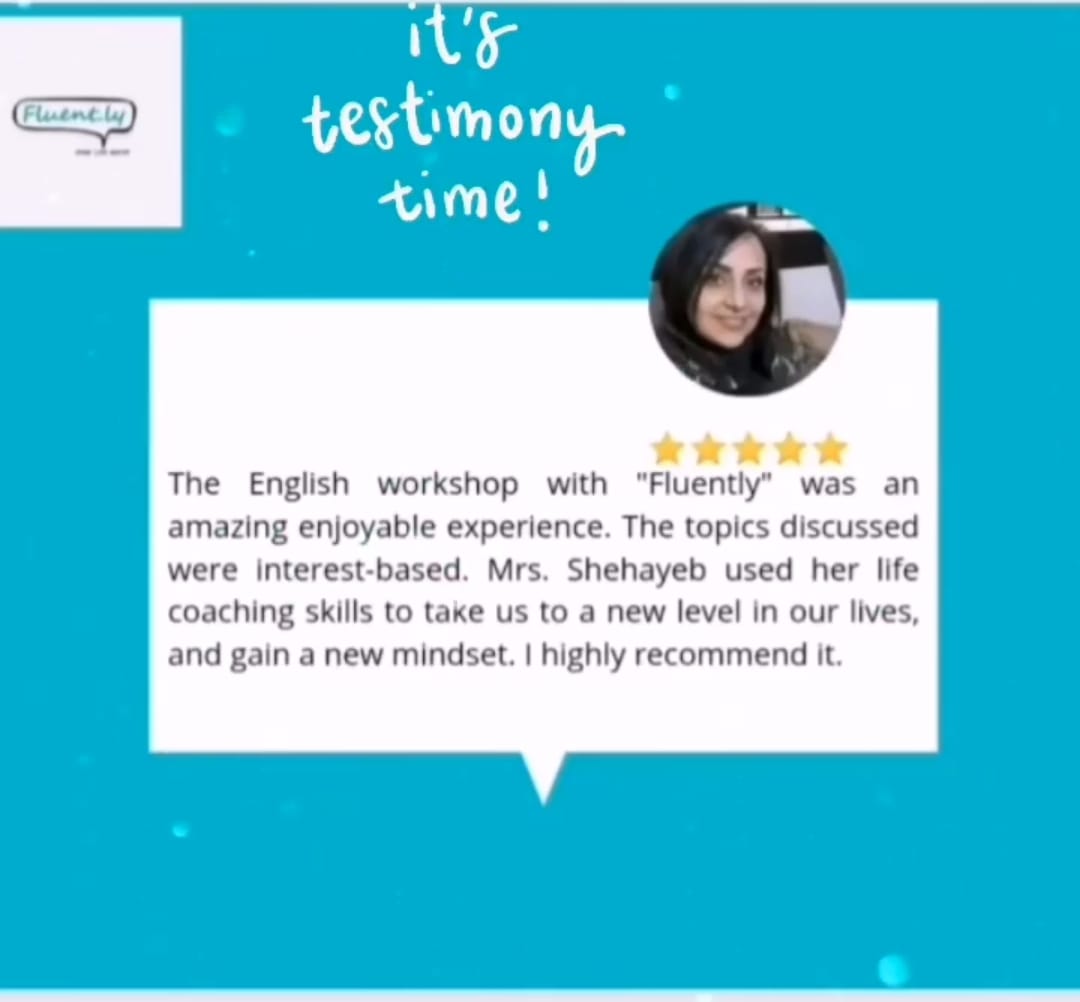 it's
testimony
time!
Fluent.ly
The English workshop with "Fluently" was an
amazing enjoyable experience. The topics discussed
were interest-based. Mrs. Shehayeb used her life
coaching skills to take us to a new level in our lives,
and gain a new mindset. I highly recommend it.